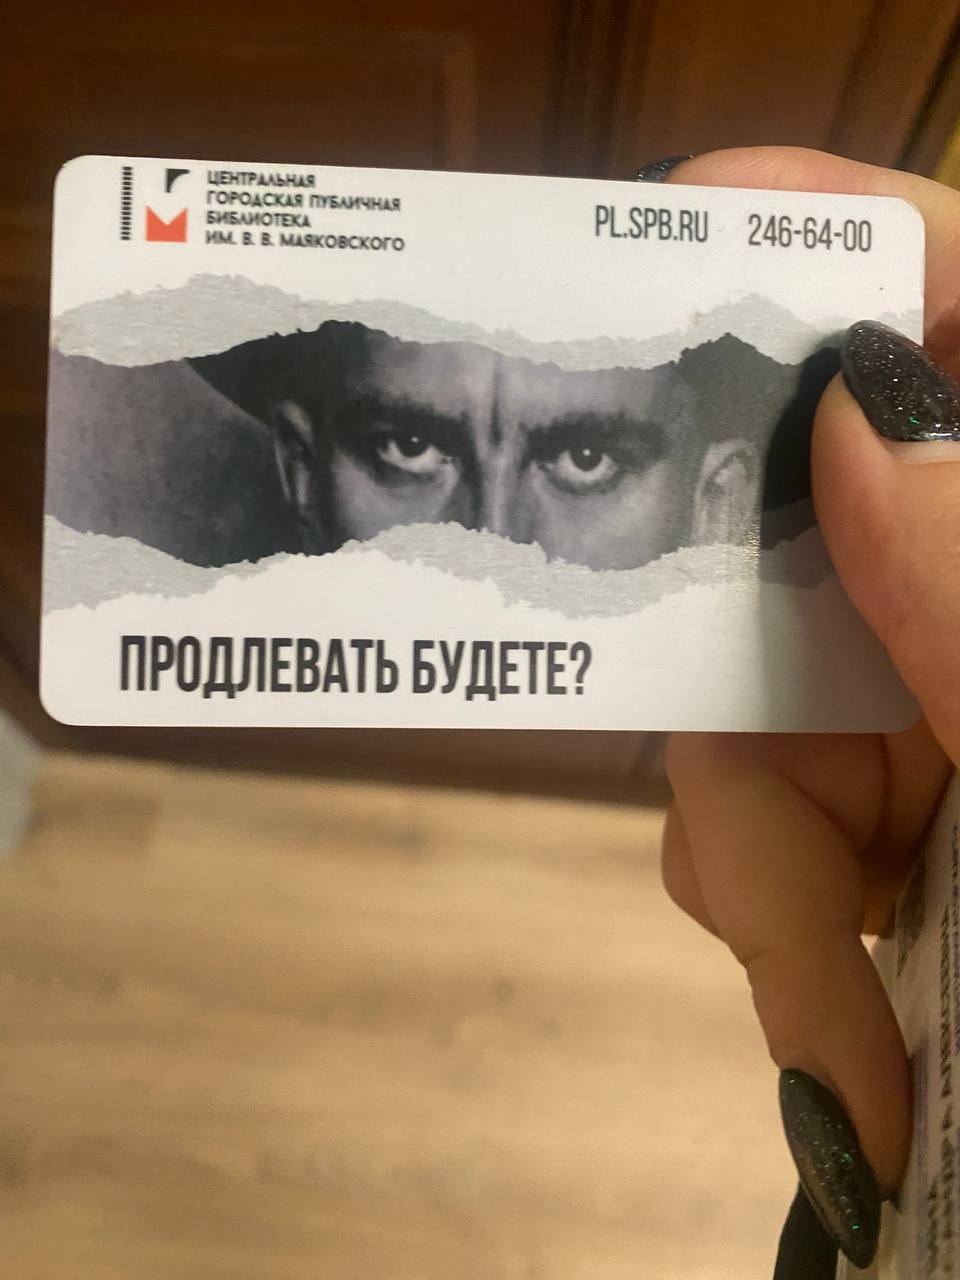 ЦЕНТРАЛЬНАЯ
ГОРОДСКАЯ ПУБЛИЧНАЯ
БИБЛИОТЕКА
ИМ. В. В. МАЯКОВСКОГО
PL.SPB.RU 246-64-00
ПРОДЛЕВАТЬ БУДЕТЕ?